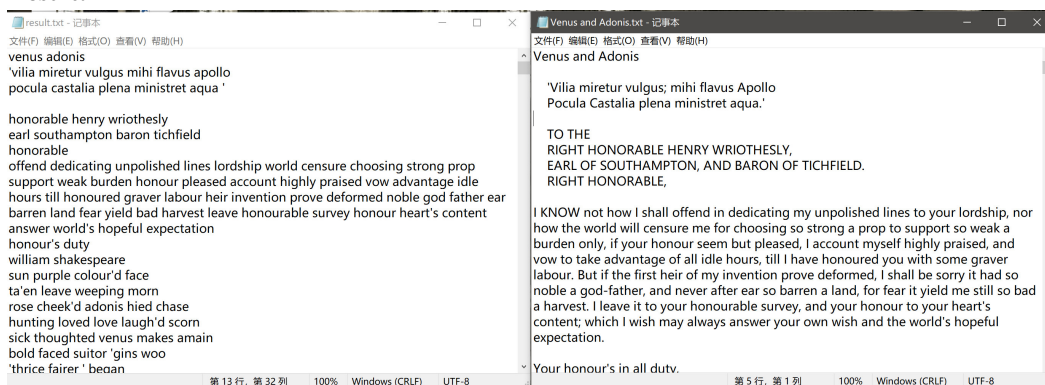 result.txt - 记事本
文件(F) 编辑(E) 格式(O) 查看(V) 帮助(H)
venus adonis
'vilia miretur vulgus mihi flavus apollo
pocula castalia plena ministret aqua '
honorable henry wriothesly
earl southampton baron tichfield
honorable
offend dedicating unpolished lines lordship world censure choosing strong prop
support weak burden honour pleased account highly praised vow advantage idle
hours till honoured graver labour heir invention prove deformed noble god father ear
barren land fear yield bad harvest leave honourable survey honour heart's content
answer world's hopeful expectation
honour's duty
william shakespeare
sun purple colour'd face
ta'en leave weeping morn
rose cheek'd adonis hied chase
hunting loved love laugh'd scorn
sick thoughted venus makes amain
bold faced suitor 'gins woo
'thrice fairer ' began
第 13 行，第 32 列 100% Windows (CRLF) UTF-8
Venus and Adonis.txt - 记事本
文件(F) 编辑(E) 格式(O) 查看(V) 帮助(H)
Venus and Adonis
'Vilia miretur vulgus; mihi flavus Apollo
Pocula Castalia plena ministret aqua.'
TO THE
RIGHT HONORABLE HENRY WRIOTHESLY,
EARL OF SOUTHAMPTON, AND BARON OF TICHFIELD.
RIGHT HONORABLE,
I KNOW not how I shall offend in dedicating my unpolished lines to your lordship, nor
how the world will censure me for choosing so strong a prop to support so weak a
burden only, if your honour seem but pleased, I account myself highly praised, and
vow to take advantage of all idle hours, till I have honoured you with some graver
labour. But if the first heir of my invention prove deformed, I shall be sorry it had so
noble a god-father, and never after ear so barren a land, for fear it yield me still so bad
a harvest. I leave it to your honourable survey, and your honour to your heart's
content; which I wish may always answer your own wish and the world's hopeful
expectation.
Your honour's in all duty,
第 5 行，第 1 列 100% Windows (CRLF) UTF-8